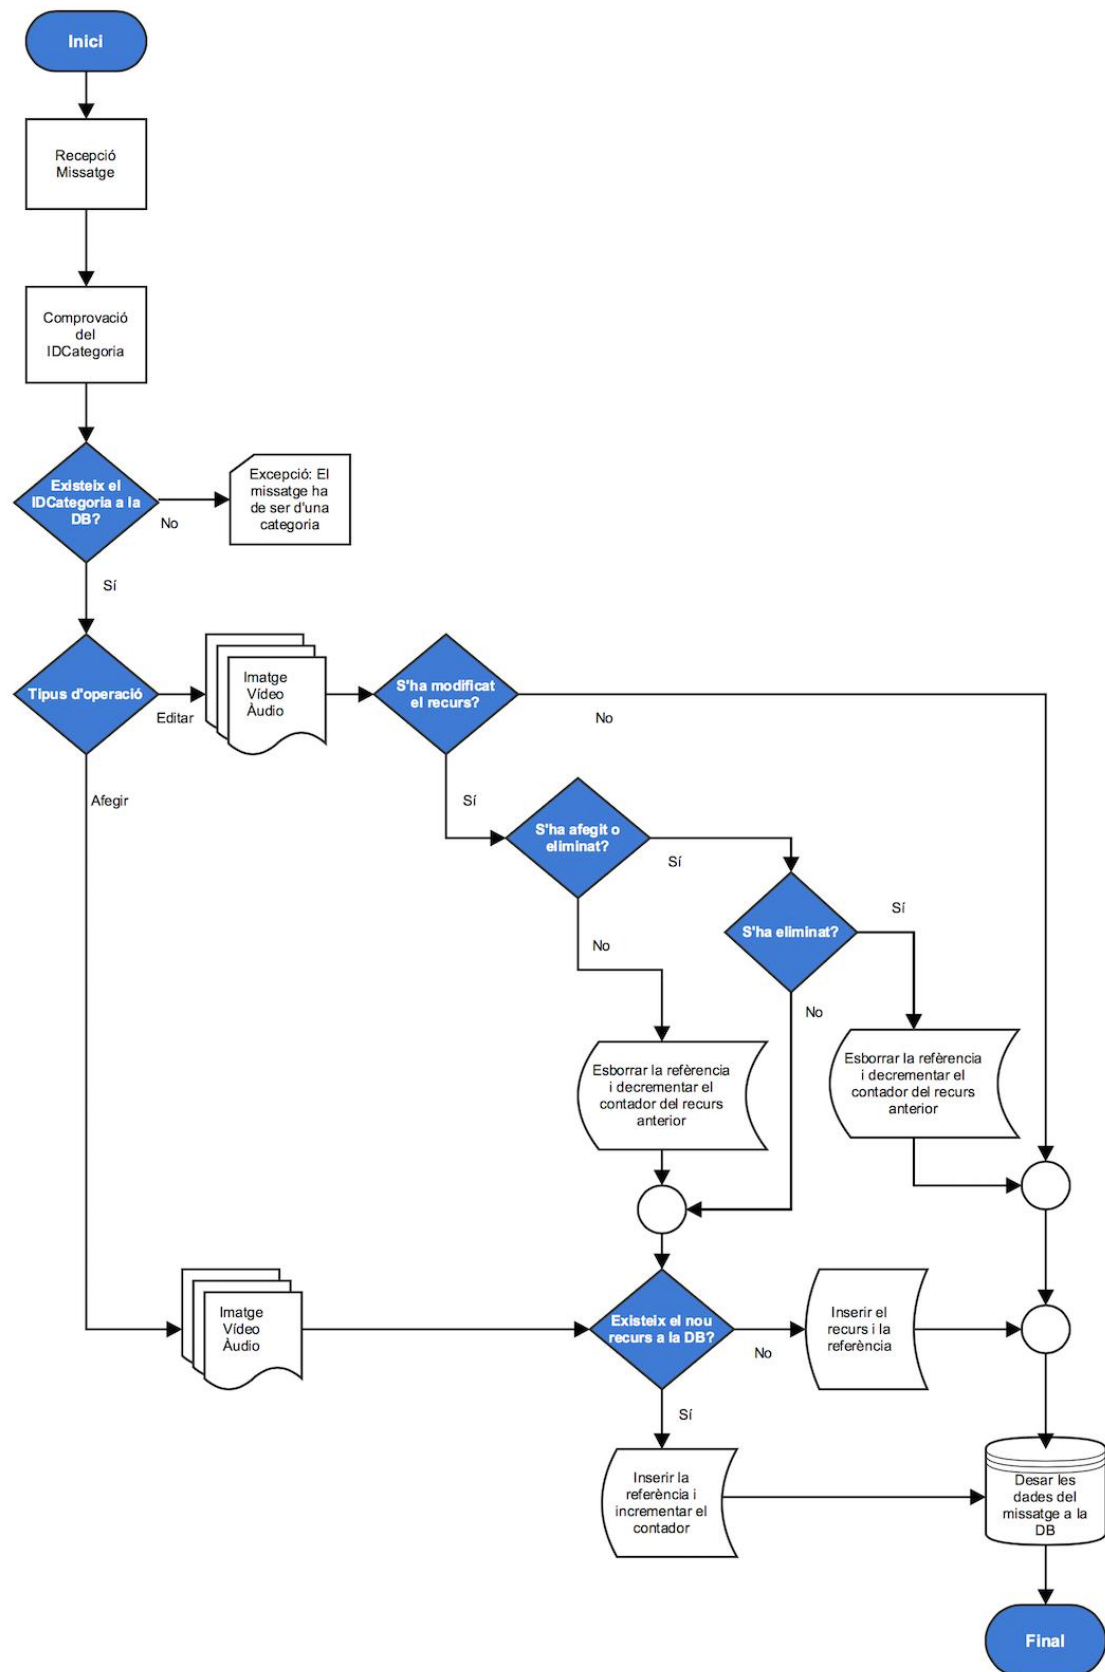 Inici
Recepció
Missatge
Comprovació
del
IDCategoria
Existeix el
IDCategoria a la
DB?
No
Excepció: El
missatge ha
de ser d'una
categoria
Sí
Tipus d'operació
Editar
Imatge
Vídeo
Àudio
S'ha modificat
el recurs?
No
Sí
Afegir
S'ha afegit o
eliminat?
Sí
S'ha eliminat?
Sí
No
No
Esborrar la refèrencia
i decrementar el
contador del recurs
anterior
Esborrar la refèrencia
i decrementar el
contador del recurs
anterior
Imatge
Vídeo
Àudio
Existeix el nou
recurs a la DB?
No
Inserir el
recurs i la
referència
Sí
Inserir la
referència i
incrementar el
contador
Desar les
dades del
missatge a la
DB
Final